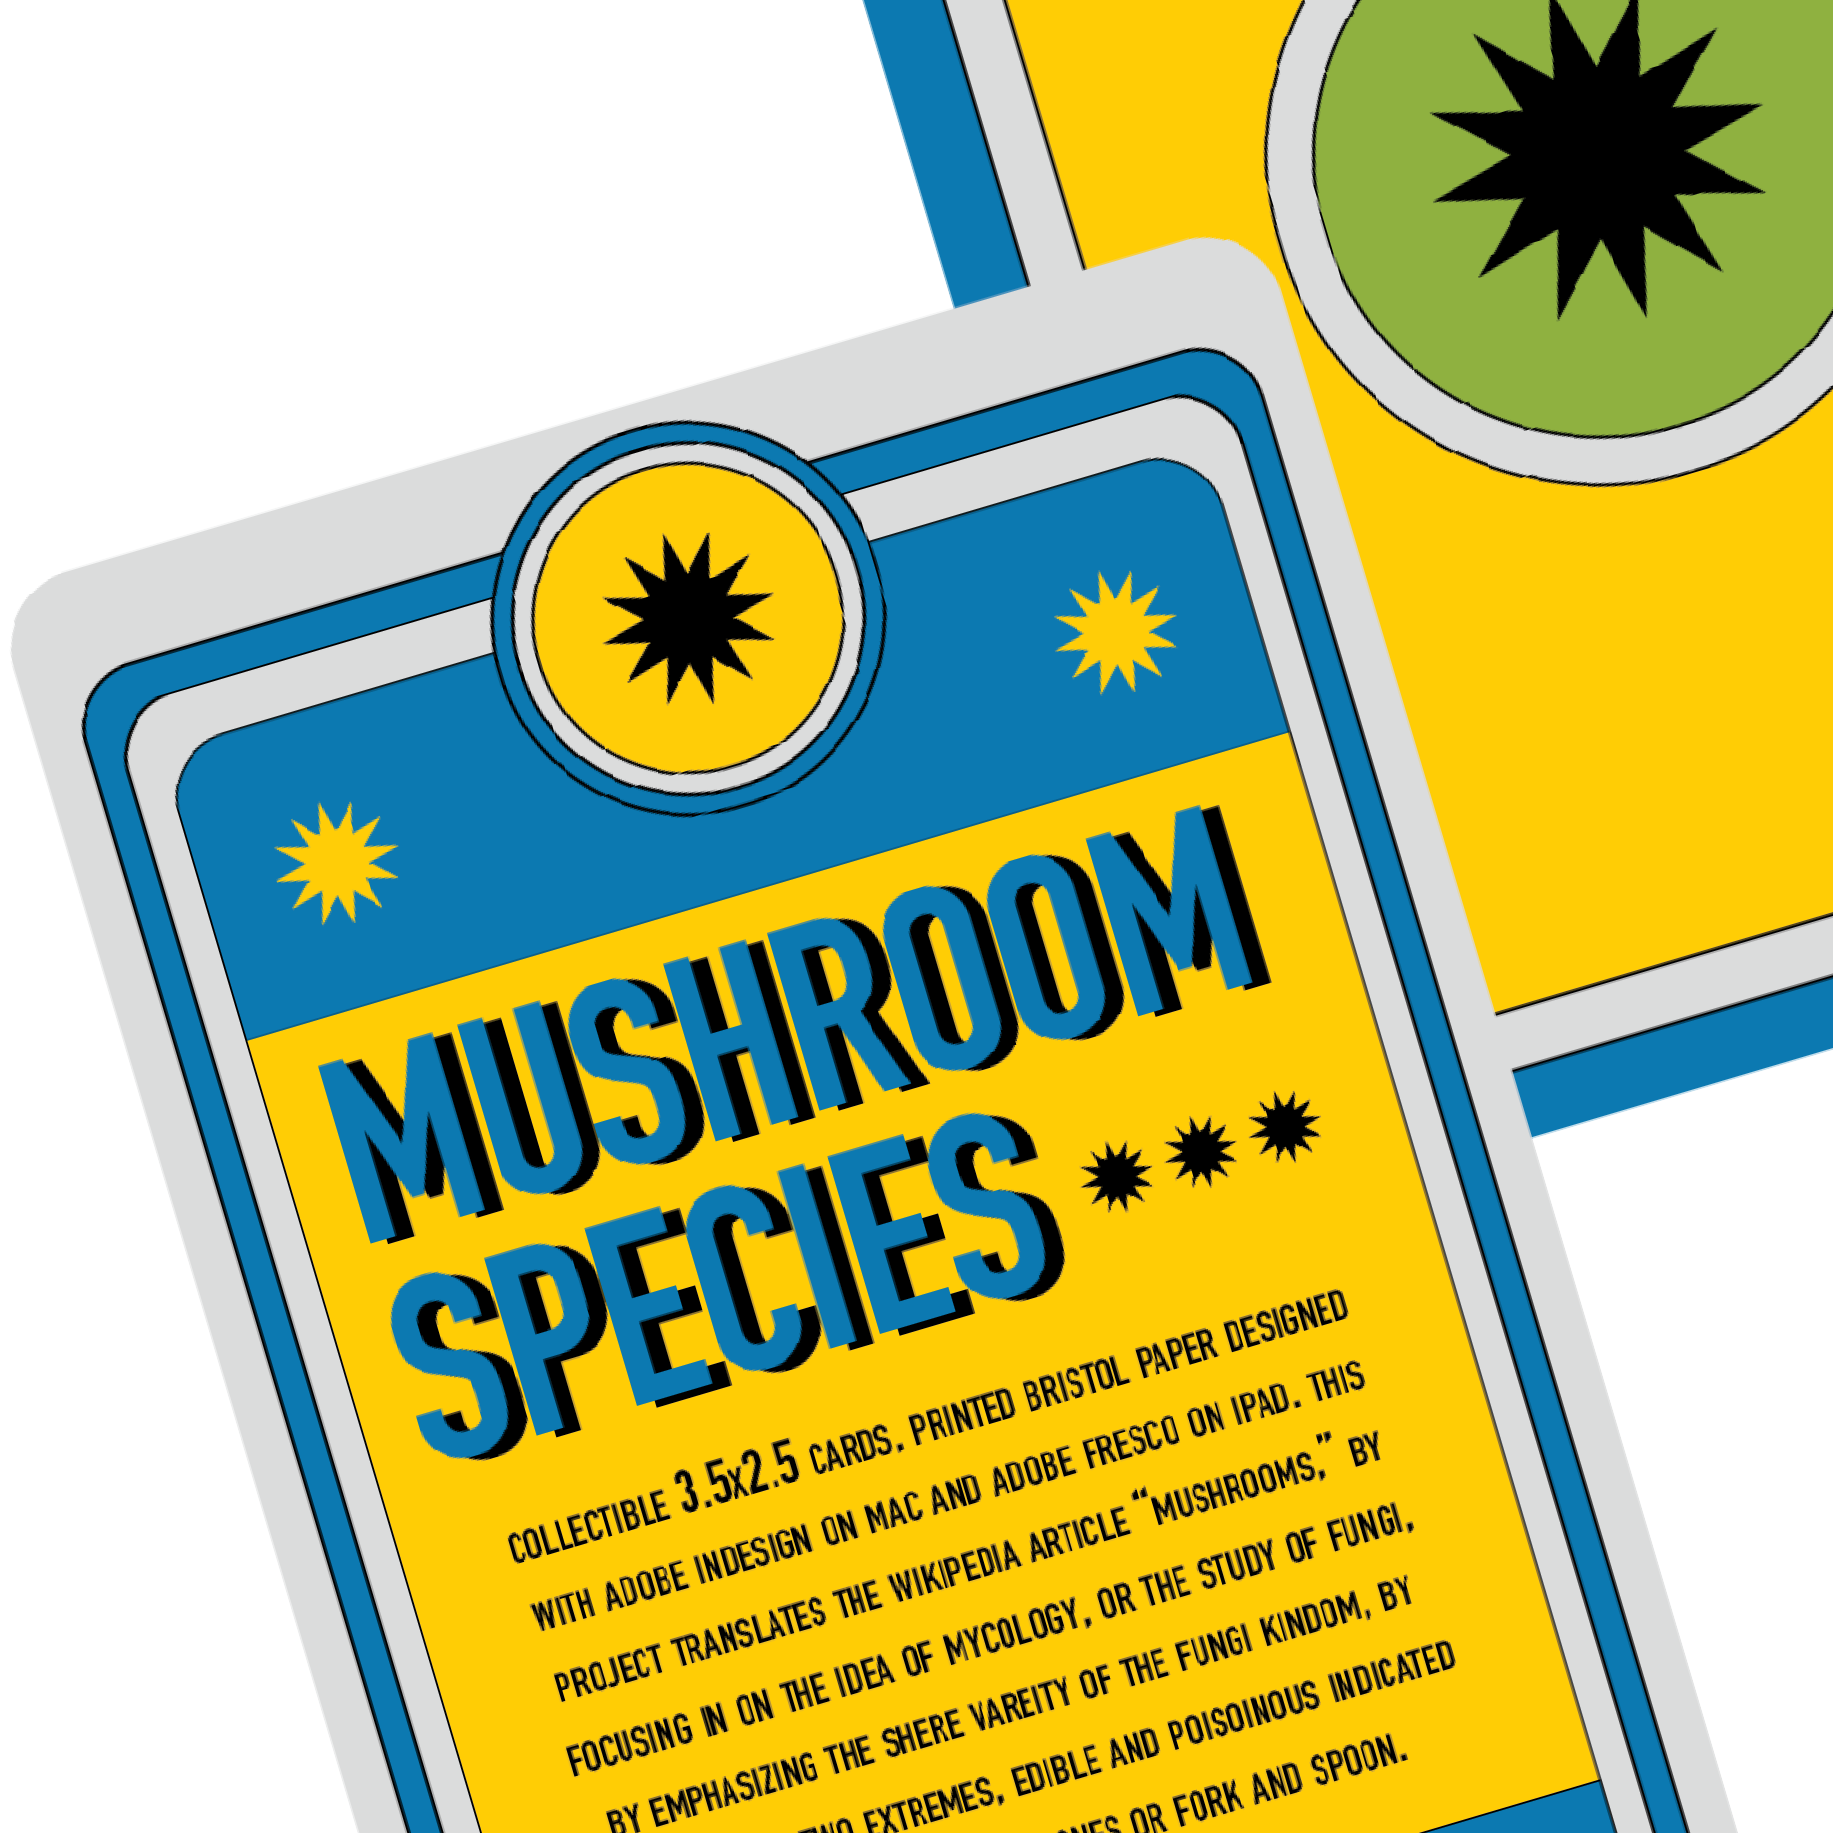 MUSHROOM
SPECIES
COLLECTIBLE 3.5x2.5 CARDS. PRINTED BRISTOL PAPER DESIGNED
WITH ADOBE INDESIGN ON MAC AND ADOBE FRESCO ON IPAD. THIS
PROJECT TRANSLATES THE WIKIPEDIA ARTICLE “MUSHROOMS,” BY
FOCUSING IN ON THE IDEA OF MYCOLOGY, OR THE STUDY OF FUNGI,
BY EMPHASIZING THE SHERE VAREITY OF THE FUNGI KINDOM, BY
EXTREMES, EDIBLE AND POISOINOUS INDICATED
OR FORK AND SPOON.